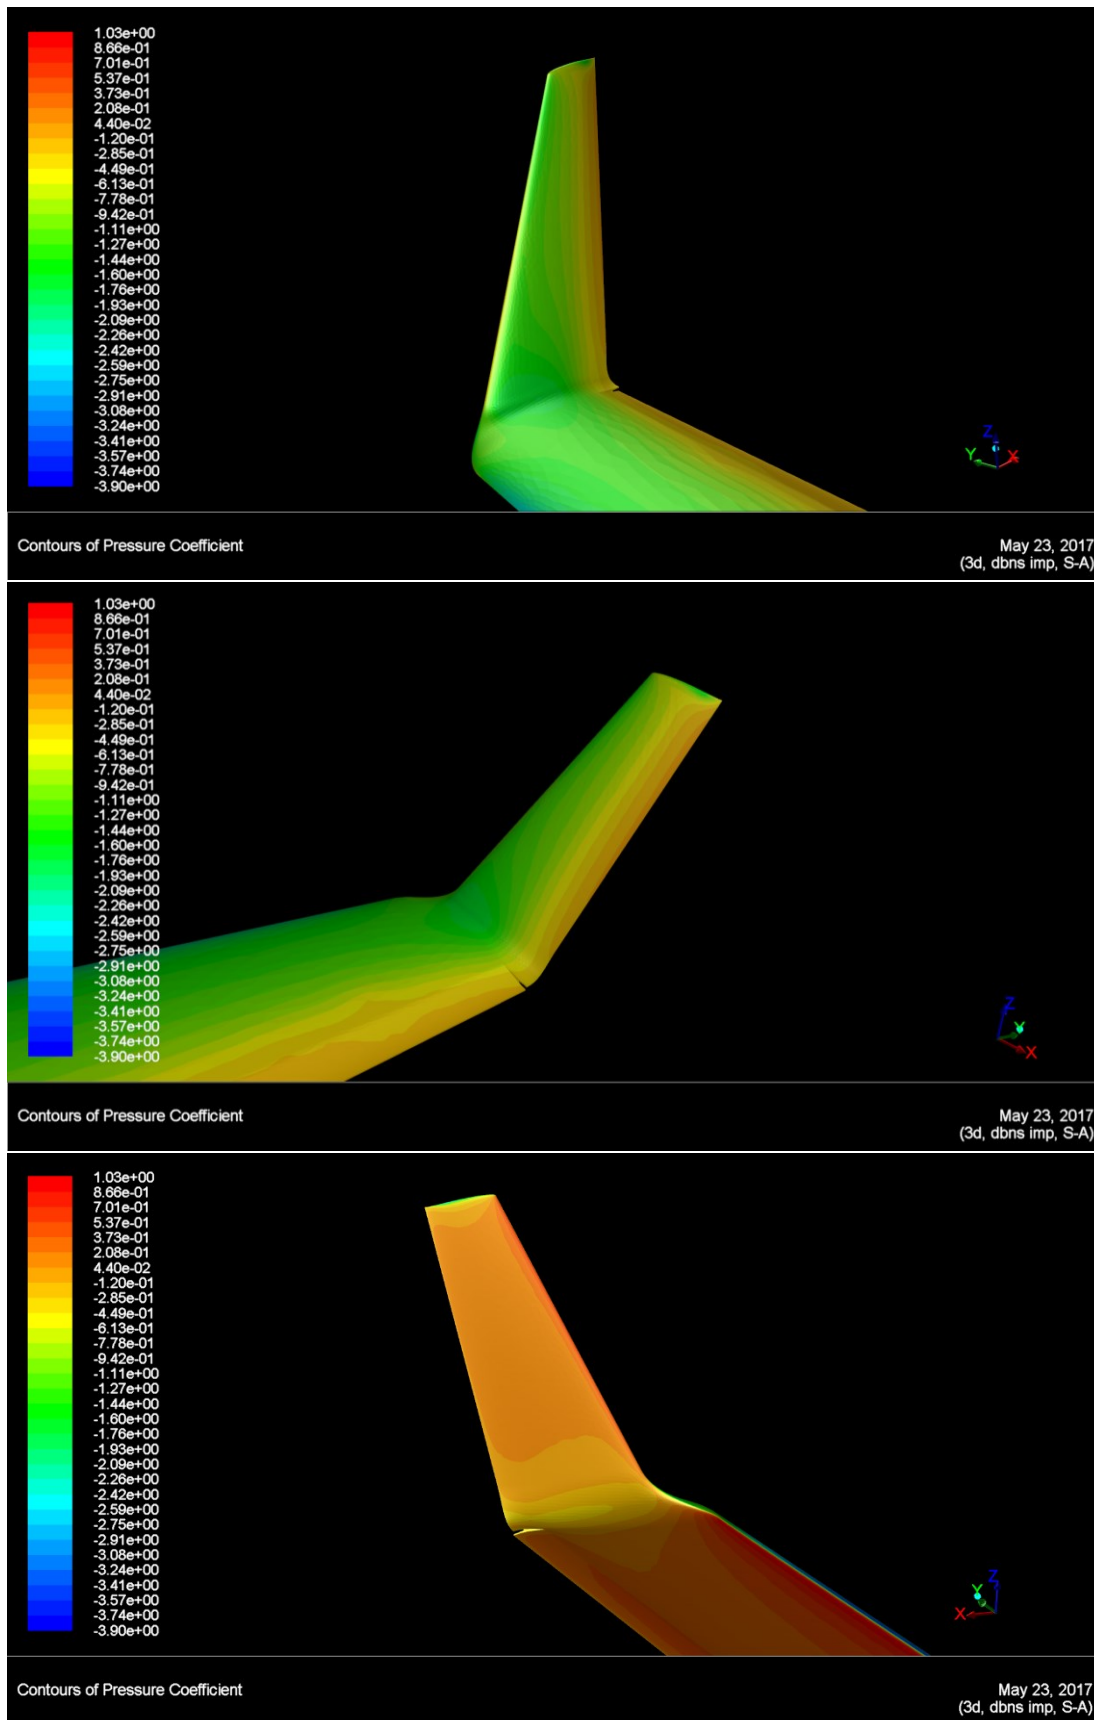 1.03e+00
8.66e-01
7.01e-01
5.37e-01
3.73e-01
2.08e-01
4.40e-02
-1.20e-01
-2.85e-01
-4.49e-01
-6.13e-01
-7.78e-01
-9.42e-01
-1.11e+00
-1.27e+00
-1.44e+00
-1.60e+00
-1.76e+00
-1.93e+00
-2.09e+00
-2.26e+00
-2.42e+00
-2.59e+00
-2.75e+00
-2.91e+00
-3.08e+00
-3.24e+00
-3.41e+00
-3.57e+00
-3.74e+00
-3.90e+00
Z
Y X
Contours of Pressure Coefficient
May 23, 2017
(3d, dbns imp, S-A)
1.03e+00
8.66e-01
7.01e-01
5.37e-01
3.73e-01
2.08e-01
4.40e-02
-1.20e-01
-2.85e-01
-4.49e-01
-6.13e-01
-7.78e-01
-9.42e-01
-1.11e+00
-1.27e+00
-1.44e+00
-1.60e+00
-1.76e+00
-1.93e+00
-2.09e+00
-2.26e+00
-2.42e+00
-2.59e+00
-2.75e+00
-2.91e+00
-3.08e+00
-3.24e+00
-3.41e+00
-3.57e+00
-3.74e+00
-3.90e+00
Z
Y
X
Contours of Pressure Coefficient
May 23, 2017
(3d, dbns imp, S-A)
1.03e+00
8.66e-01
7.01e-01
5.37e-01
3.73e-01
2.08e-01
4.40e-02
-1.20e-01
-2.85e-01
-4.49e-01
-6.13e-01
-7.78e-01
-9.42e-01
-1.11e+00
-1.27e+00
-1.44e+00
-1.60e+00
-1.76e+00
-1.93e+00
-2.09e+00
-2.26e+00
-2.42e+00
-2.59e+00
-2.75e+00
-2.91e+00
-3.08e+00
-3.24e+00
-3.41e+00
-3.57e+00
-3.74e+00
-3.90e+00
Z
Y
X
Contours of Pressure Coefficient
May 23, 2017
(3d, dbns imp, S-A)